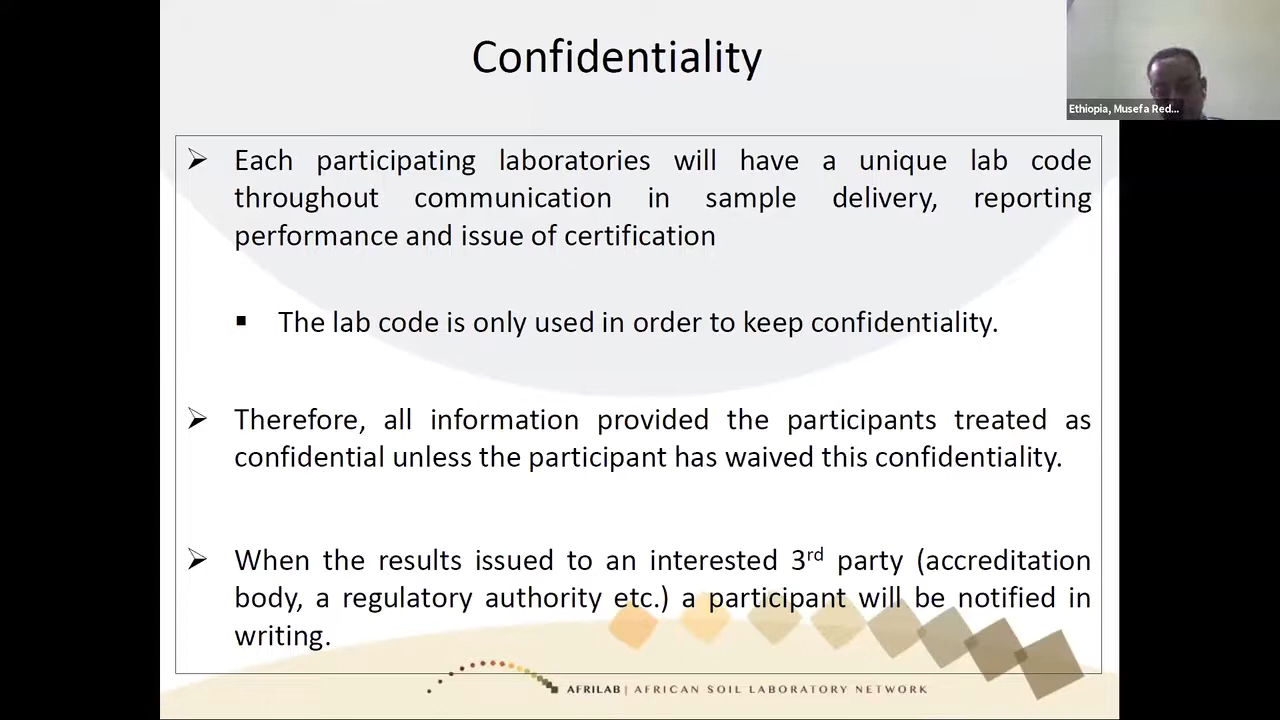 Confidentiality
Ethiopia, Musefa Red...
➢ Each participating laboratories will have a unique lab code
throughout communication in sample delivery, reporting
performance and issue of certification
▪ The lab code is only used in order to keep confidentiality.
➢ Therefore, all information provided the participants treated as
confidential unless the participant has waived this confidentiality.
➢ When the results issued to an interested 3rd party (accreditation
body, a regulatory authority etc.) a participant will be notified in
writing.
AFRILAB | AFRICAN SOIL LABORATORY NETWORK